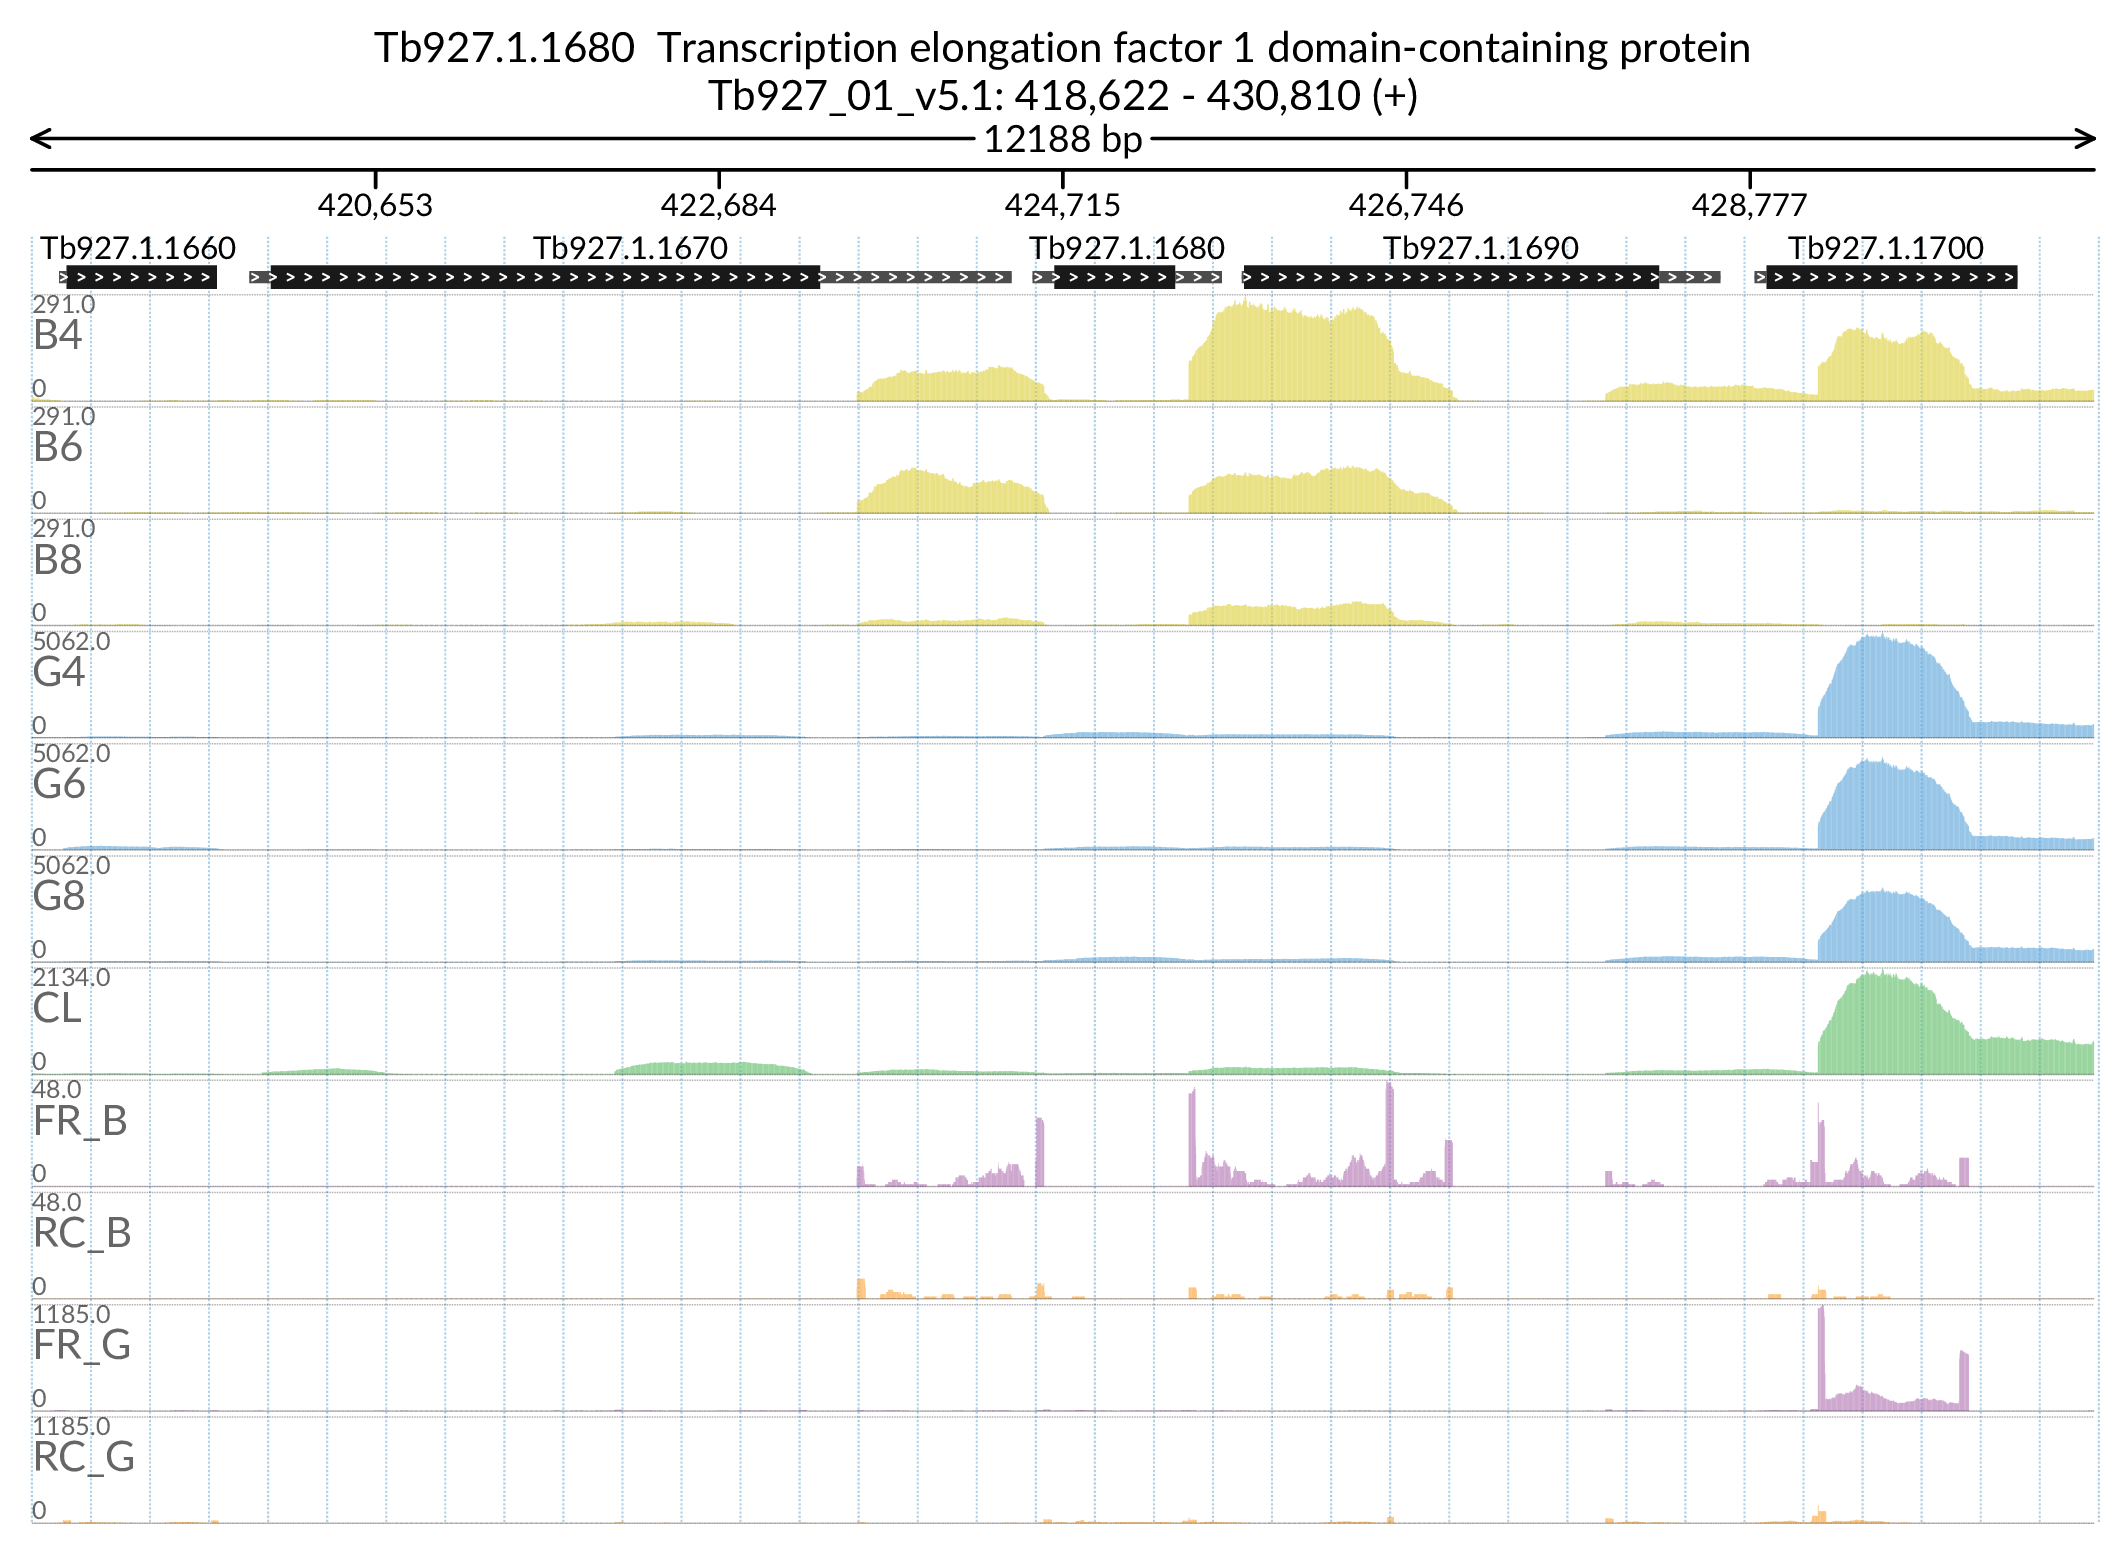 Tb927.1.1680  Transcription elongation factor 1 domain-containing protein
Tb927_01_v5.1: 418,622 - 430,810 (+)
12188 bp
420,653 422,684 424,715 426,746 428,777
Tb927.1.1660 Tb927.1.1670 Tb927.1.1680 Tb927.1.1690 Tb927.1.1700
291.0
B4
0
291.0
B6
0
291.0
B8
0
5062.0
G4
0
5062.0
G6
0
5062.0
G8
0
2134.0
CL
0
48.0
FR_B
0
48.0
RC_B
0
1185.0
FR_G
0
1185.0
RC_G
0